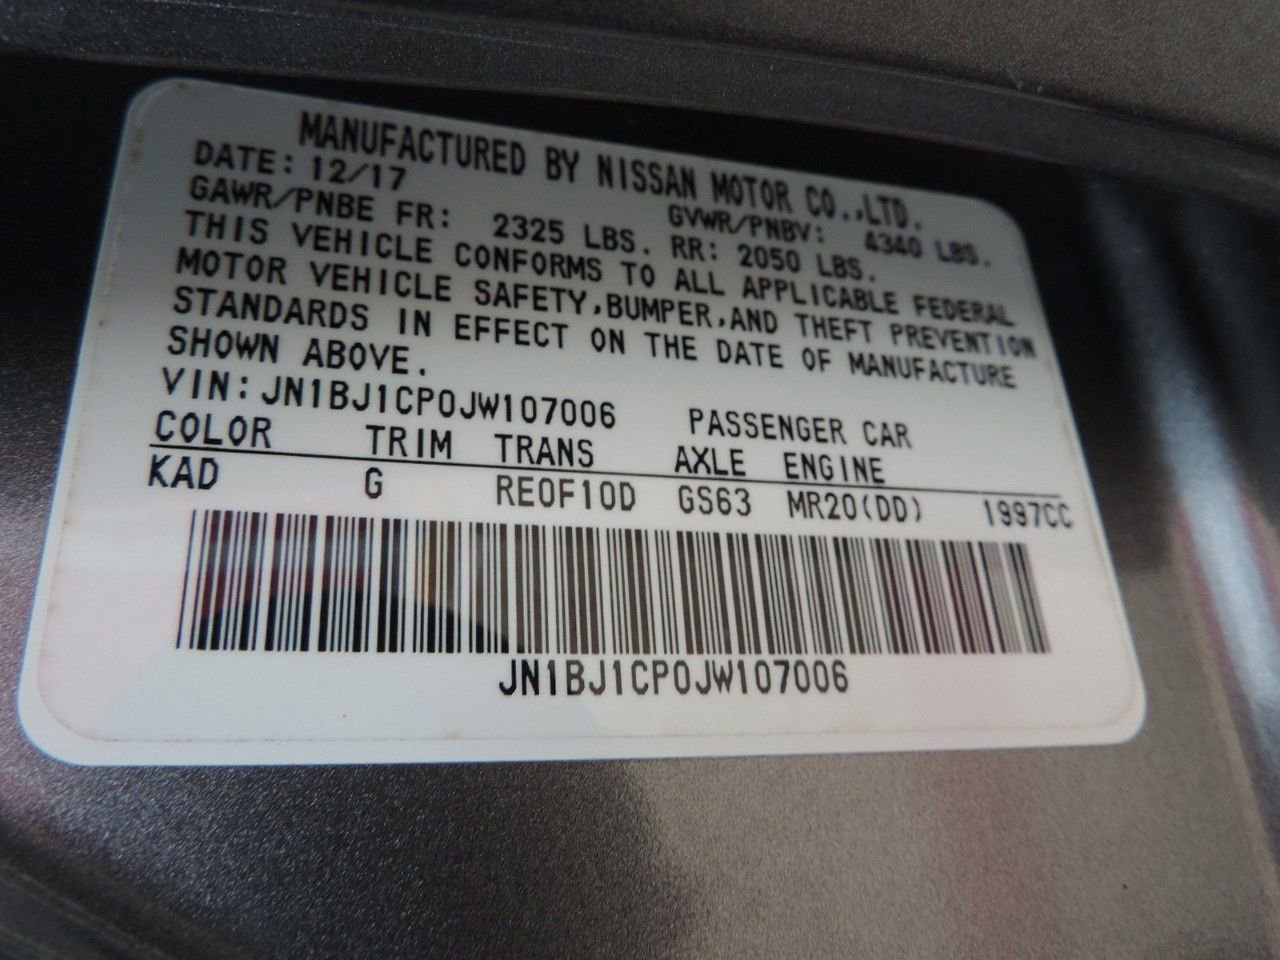 MANUFACTURED BY NISSAN MOTOR CO.,LTD.
DATE: 12/17 GVWR/PNBV: 4340 LBS.
GAWR/PNBE FR: 2325 LBS. RR: 2050 LBS.
THIS VEHICLE CONFORMS TO ALL APPLICABLE FEDERAL
MOTOR VEHICLE SAFETY,BUMPER,AND THEFT PREVENTION
STANDARDS IN EFFECT ON THE DATE OF MANUFACTURE
SHOWN ABOVE.
VIN: JN1BJ1CP0JW107006 PASSENGER CAR
COLOR TRIM TRANS AXLE ENGINE
KAD G RE0F10D GS63 MR20(DD) 1997CC
JN1BJ1CP0JW107006